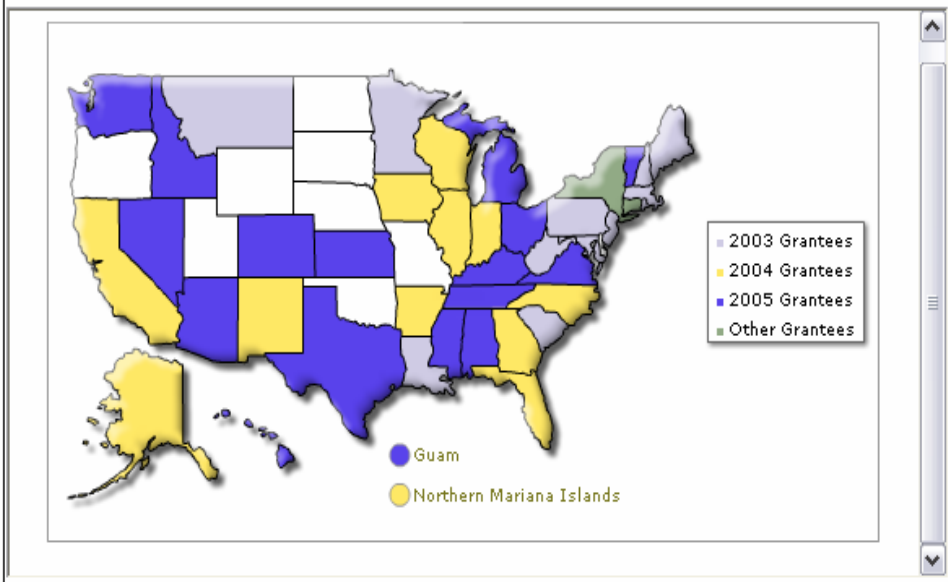 2003 Grantees
2004 Grantees
2005 Grantees
Other Grantees
Guam
Northern Mariana Islands